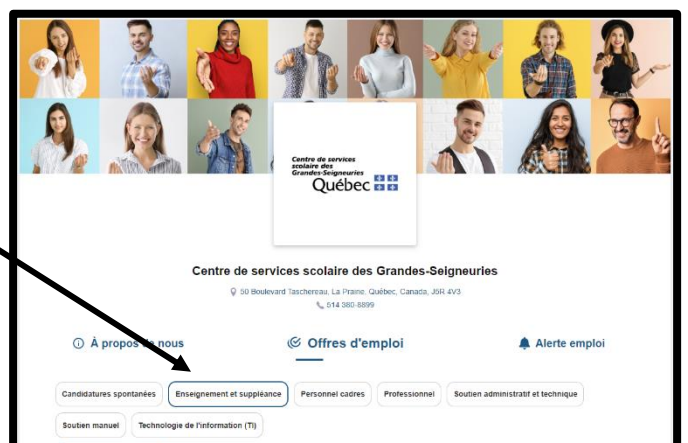 Centre de services
scolaire des
Grandes-Seigneuries
Québec
Centre de services scolaire des Grandes-Seigneuries
50 Boulevard Taschereau, La Prairie, Québec, Canada, J5R 4V3
514 380-8899
À propos de nous
Offres d'emploi
Alerte emploi
Candidatures spontanées
Enseignement et suppléance
Personnel cadres
Professionnel
Soutien administratif et technique
Soutien manuel
Technologie de l'information (TI)